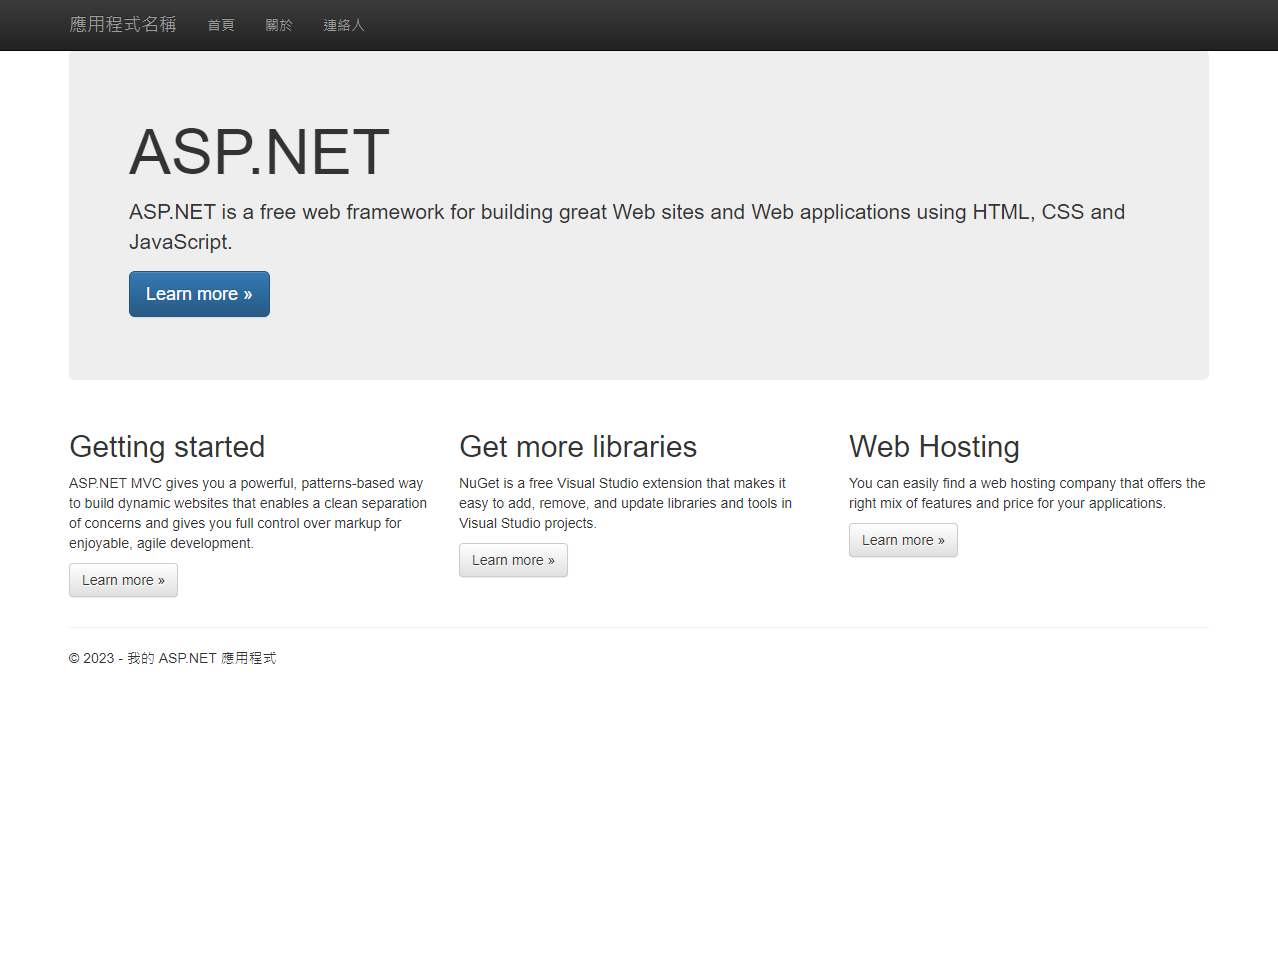 應用程式名稱 首頁 關於 連絡人
ASP.NET
ASP.NET is a free web framework for building great Web sites and Web applications using HTML, CSS and
JavaScript.
Learn more »
Getting started
ASP.NET MVC gives you a powerful, patterns-based way
to build dynamic websites that enables a clean separation
of concerns and gives you full control over markup for
enjoyable, agile development.
Learn more »
Get more libraries
NuGet is a free Visual Studio extension that makes it
easy to add, remove, and update libraries and tools in
Visual Studio projects.
Learn more »
Web Hosting
You can easily find a web hosting company that offers the
right mix of features and price for your applications.
Learn more »
© 2023 - 我的 ASP.NET 應用程式